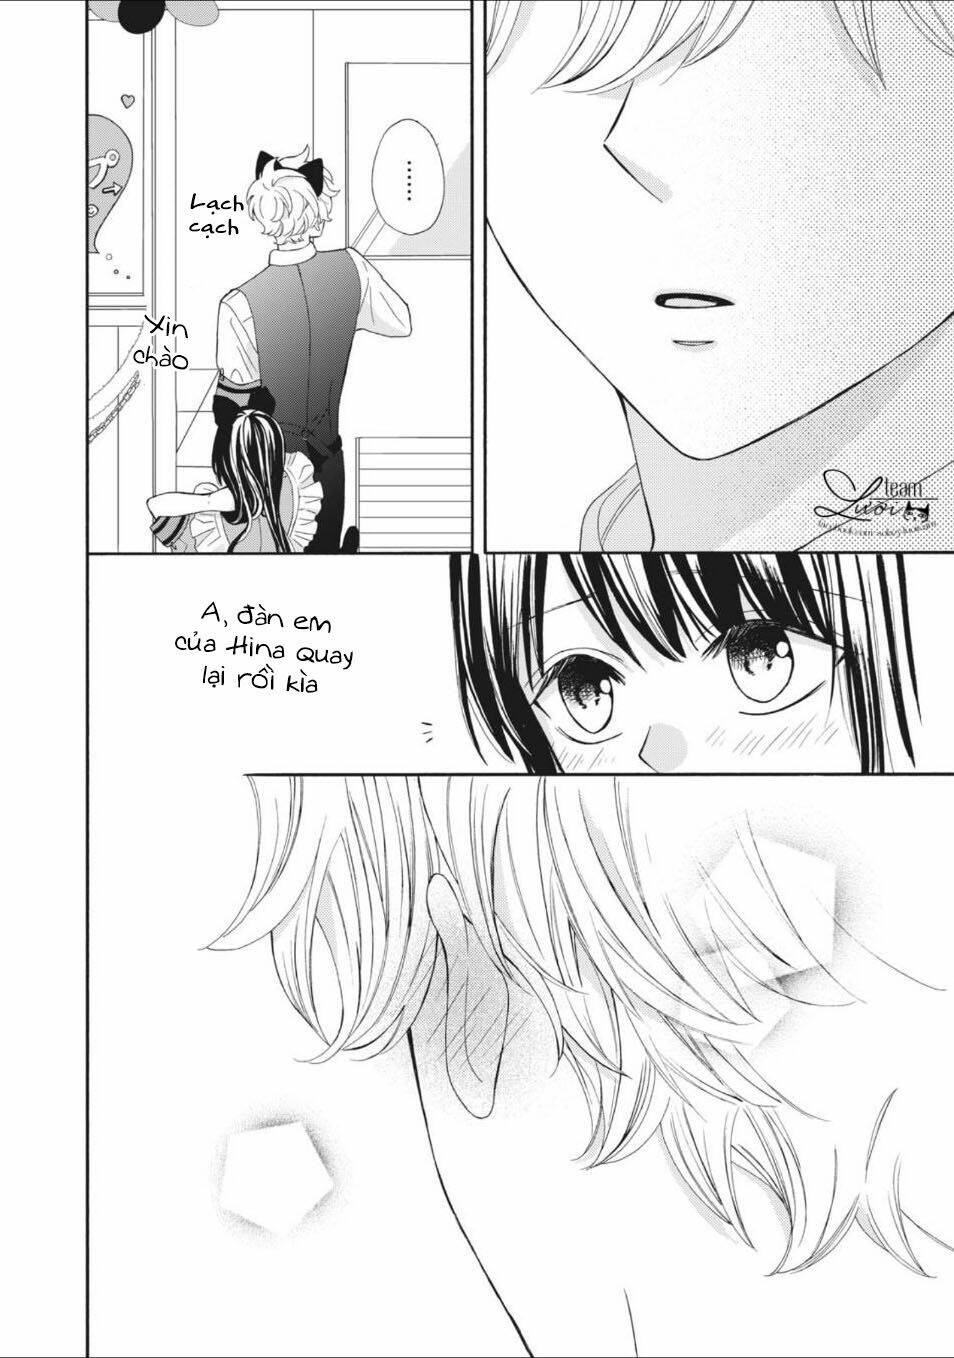 .......
Lạch
cạch
Xin
chào
team
Lười
A, đàn em
của Hina quay
lại rồi kìa